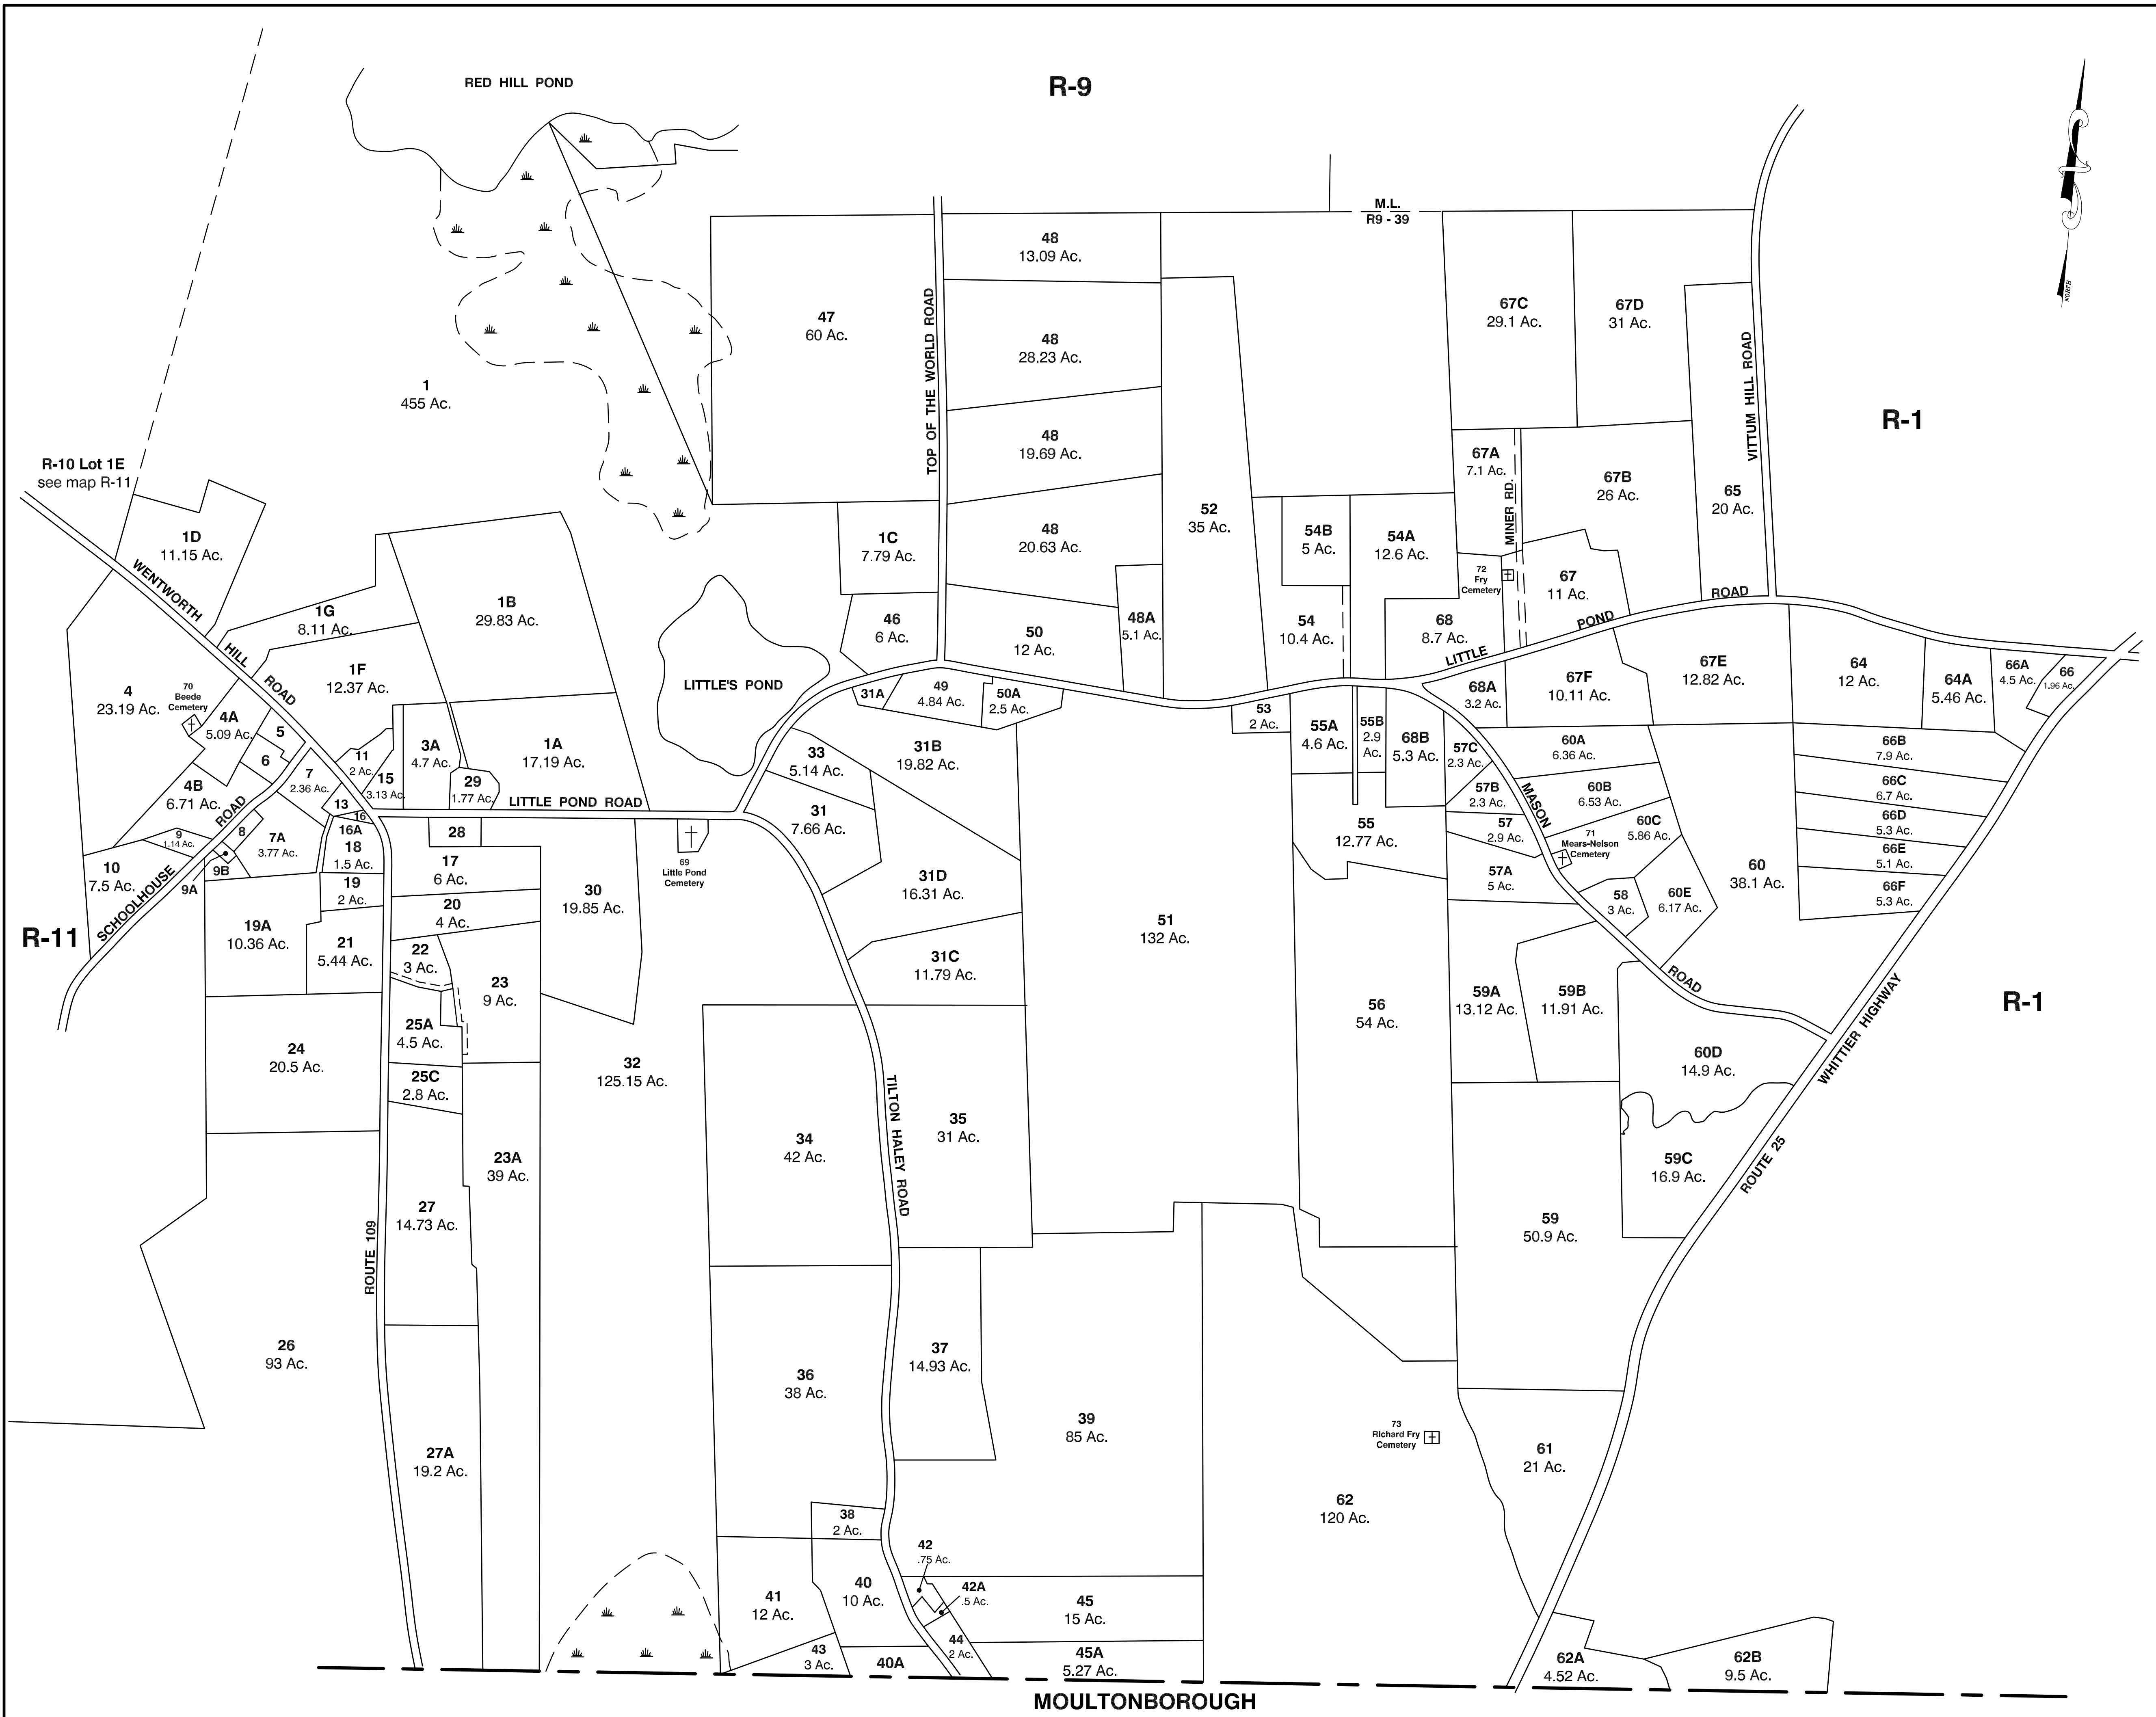 RED HILL POND
R-9
M.L.
R9 - 39
48
13.09 Ac.
47
60 Ac.
TOP OF THE WORLD ROAD
48
28.23 Ac.
67C
29.1 Ac.
67D
31 Ac.
VITTUM HILL ROAD
1
455 Ac.
R-1
48
19.69 Ac.
R-10 Lot 1E
see map R-11
67A
7.1 Ac.
MINER RD.
67B
26 Ac.
65
20 Ac.
52
35 Ac.
1D
11.15 Ac.
1C
7.79 Ac.
48
20.63 Ac.
54B
5 Ac.
54A
12.6 Ac.
WENTWORTH
HILL
ROAD
72
Fry
Cemetery
67
11 Ac.
1G
8.11 Ac.
1B
29.83 Ac.
46
6 Ac.
50
12 Ac.
48A
5.1 Ac.
54
10.4 Ac.
68
8.7 Ac.
LITTLE
POND
ROAD
1F
12.37 Ac.
LITTLE'S POND
4
23.19 Ac.
70
Beede
Cemetery
4A
5.09 Ac.
31A
49
4.84 Ac.
50A
2.5 Ac.
53
2 Ac.
68A
3.2 Ac.
67F
10.11 Ac.
67E
12.82 Ac.
64
12 Ac.
64A
5.46 Ac.
66A
4.5 Ac.
66
1.96 Ac.
5
6
7
2.36 Ac.
11
2 Ac.
15
3.13 Ac.
3A
4.7 Ac.
29
1.77 Ac.
1A
17.19 Ac.
33
5.14 Ac.
31B
19.82 Ac.
55A
4.6 Ac.
55B
2.9
Ac.
68B
5.3 Ac.
57C
2.3 Ac.
60A
6.36 Ac.
66B
7.9 Ac.
4B
6.71 Ac.
13
16
LITTLE POND ROAD
57B
2.3 Ac.
MASON
60B
6.53 Ac.
66C
6.7 Ac.
9
1.14 Ac.
8
7A
3.77 Ac.
16A
18
1.5 Ac.
28
31
7.66 Ac.
55
12.77 Ac.
57
2.9 Ac.
60C
5.86 Ac.
71
Mears-Nelson
Cemetery
66D
5.3 Ac.
66E
5.1 Ac.
10
7.5 Ac.
SCHOOLHOUSE
ROAD
9B
9A
17
6 Ac.
69
Little Pond
Cemetery
60
38.1 Ac.
19
2 Ac.
30
19.85 Ac.
31D
16.31 Ac.
57A
5 Ac.
58
3 Ac.
60E
6.17 Ac.
66F
5.3 Ac.
20
4 Ac.
R-11
19A
10.36 Ac.
21
5.44 Ac.
22
3 Ac.
51
132 Ac.
31C
11.79 Ac.
23
9 Ac.
ROAD
59A
13.12 Ac.
59B
11.91 Ac.
R-1
56
54 Ac.
25A
4.5 Ac.
24
20.5 Ac.
32
125.15 Ac.
60D
14.9 Ac.
WHITTIER HIGHWAY
25C
2.8 Ac.
34
42 Ac.
TILTON HALEY ROAD
35
31 Ac.
23A
39 Ac.
59C
16.9 Ac.
ROUTE 25
27
14.73 Ac.
59
50.9 Ac.
ROUTE 109
26
93 Ac.
37
14.93 Ac.
36
38 Ac.
39
85 Ac.
73
Richard Fry
Cemetery
27A
19.2 Ac.
61
21 Ac.
62
120 Ac.
38
2 Ac.
42
.75 Ac.
40
10 Ac.
42A
.5 Ac.
41
12 Ac.
45
15 Ac.
44
2 Ac.
43
3 Ac.
40A
45A
5.27 Ac.
62A
4.52 Ac.
62B
9.5 Ac.
MOULTONBOROUGH